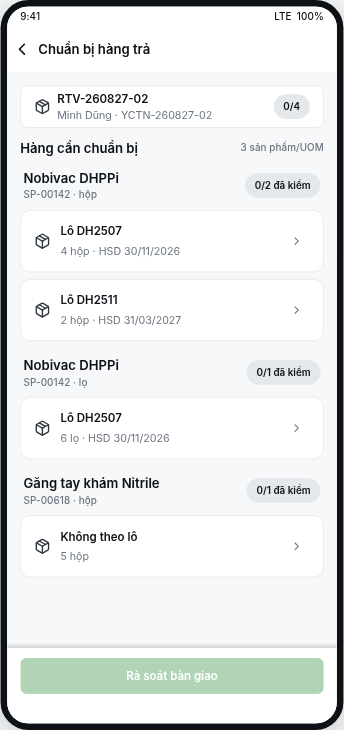 9:41 LTE 100%
Chuẩn bị hàng trả
RTV-260827-02
Minh Dũng · YCTN-260827-02
0/4
Hàng cần chuẩn bị
3 sản phẩm/UOM
Nobivac DHPPi
SP-00142 · hộp
0/2 đã kiểm
Lô DH2507
4 hộp · HSD 30/11/2026
Lô DH2511
2 hộp · HSD 31/03/2027
Nobivac DHPPi
SP-00142 · lọ
0/1 đã kiểm
Lô DH2507
6 lọ · HSD 30/11/2026
Găng tay khám Nitrile
SP-00618 · hộp
0/1 đã kiểm
Không theo lô
5 hộp
Rà soát bàn giao